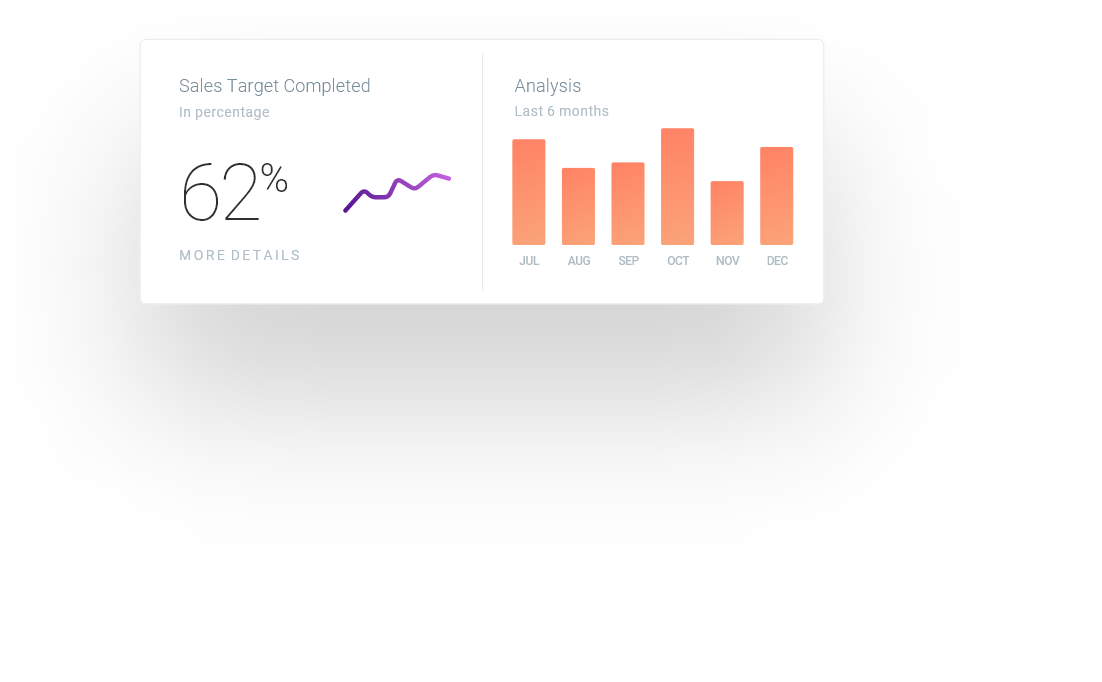 Sales Target Completed
In percentage
62%
MORE DETAILS
Analysis
Last 6 months
JUL AUG SEP OCT NOV DEC